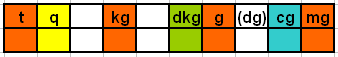 t q kg dkg g (dg) cg mg